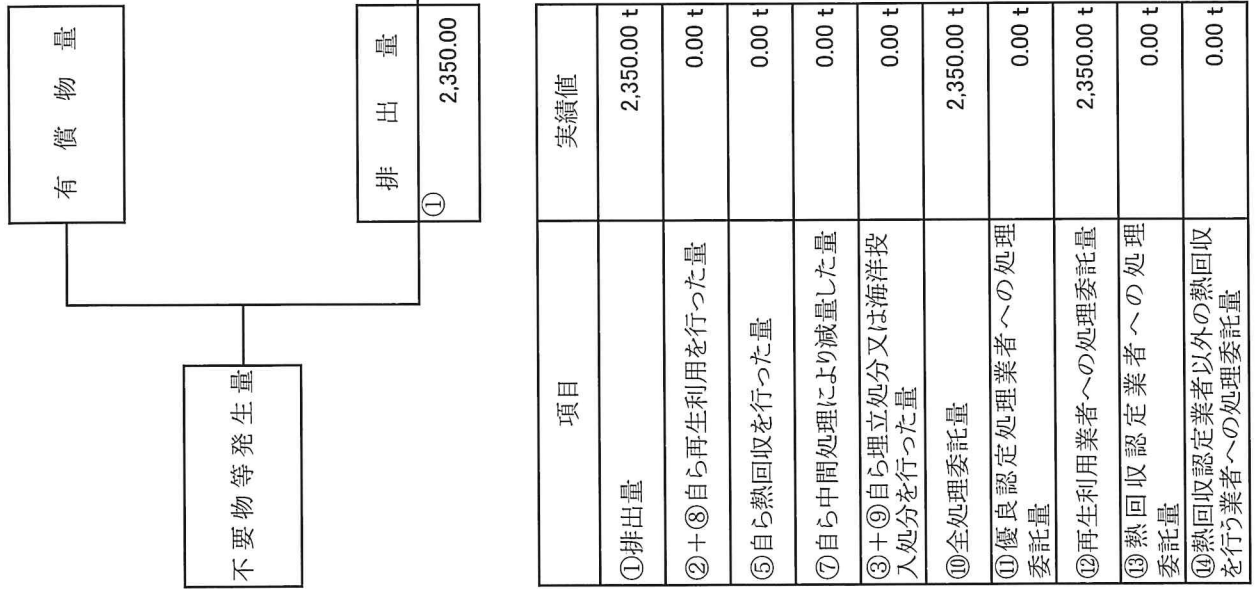 有償物量
不要物等発生量
排出量
① 2,350.00
項目 実績値
①排出量 2,350.00 t
②＋⑧自ら再生利用を行った量 0.00 t
⑤自ら熱回収を行った量 0.00 t
⑦自ら中間処理により減量した量 0.00 t
③＋⑨自ら埋立処分又は海洋投
入処分を行った量 0.00 t
⑩全処理委託量 2,350.00 t
⑪優良認定処理業者への処理
委託量 0.00 t
⑫再生利用業者への処理委託量 2,350.00 t
⑬熱回収認定業者への処理
委託量 0.00 t
⑭熱回収認定業者以外の熱回収
を行う業者への処理委託量 0.00 t